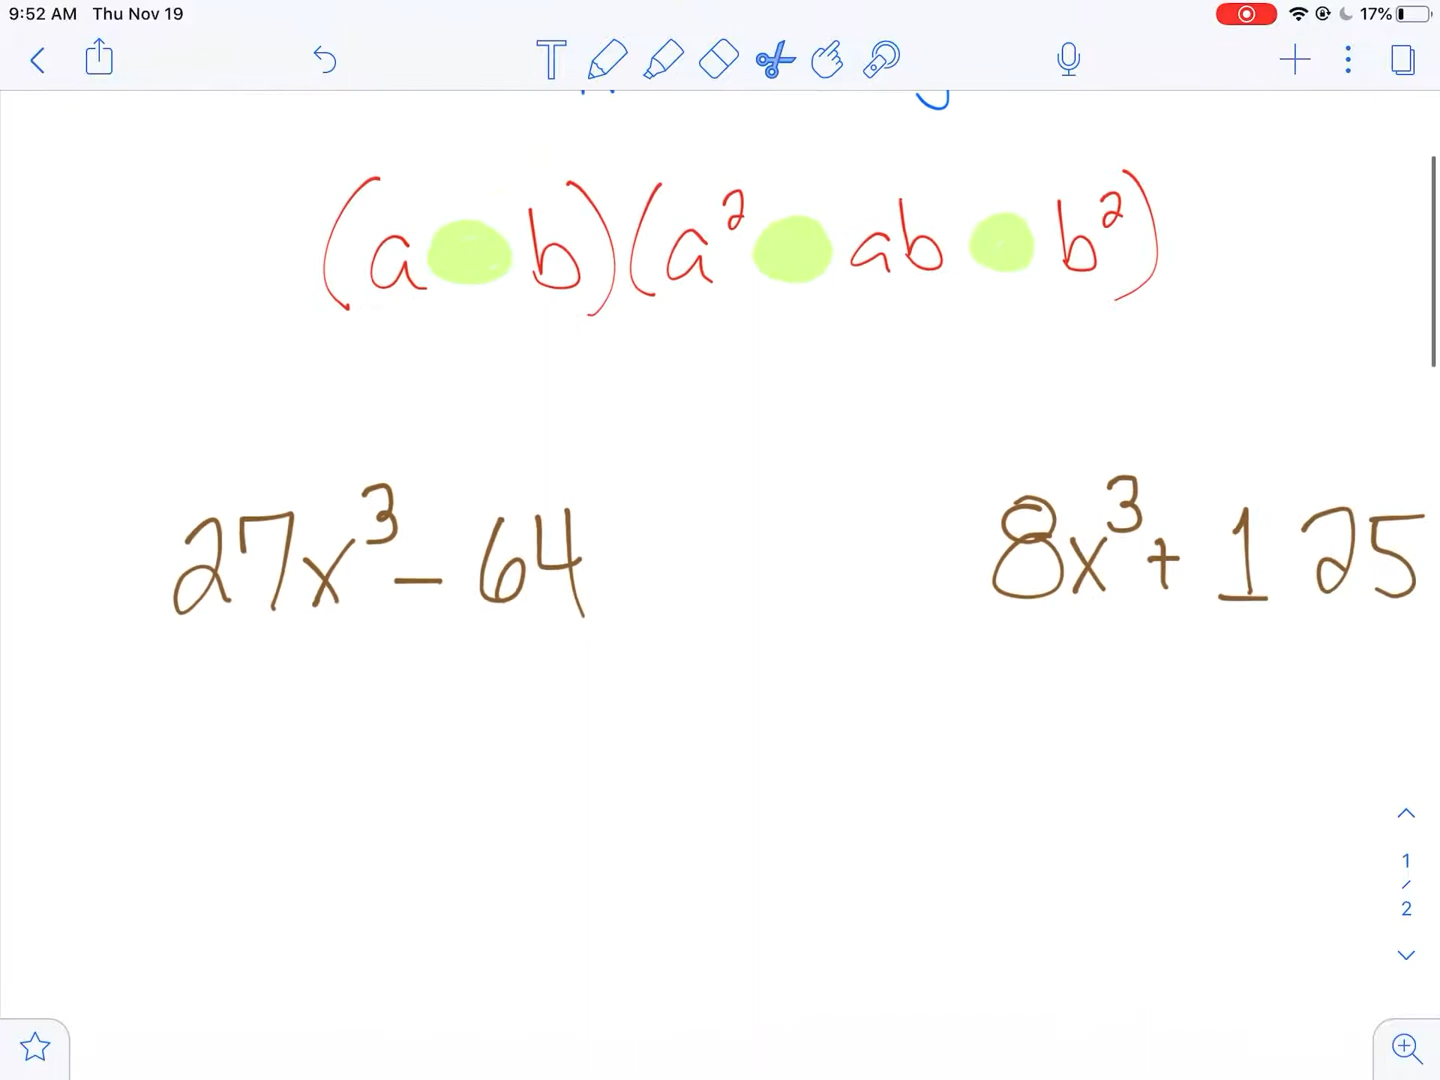 9:52 AM Thu Nov 19 17%
(a b)(a² ab b²)
27x³ - 64
8x³ + 125
1
/
2